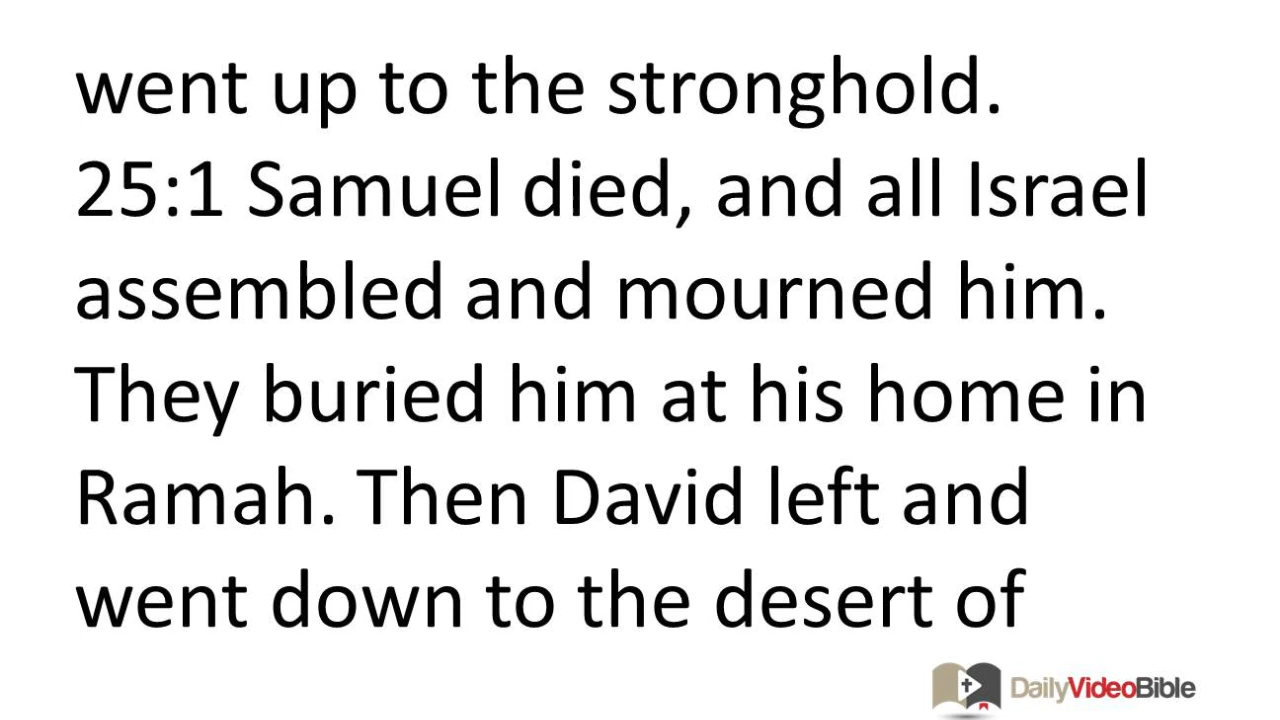 went up to the stronghold.
25:1 Samuel died, and all Israel
assembled and mourned him.
They buried him at his home in
Ramah. Then David left and
went down to the desert of
DailyVideoBible